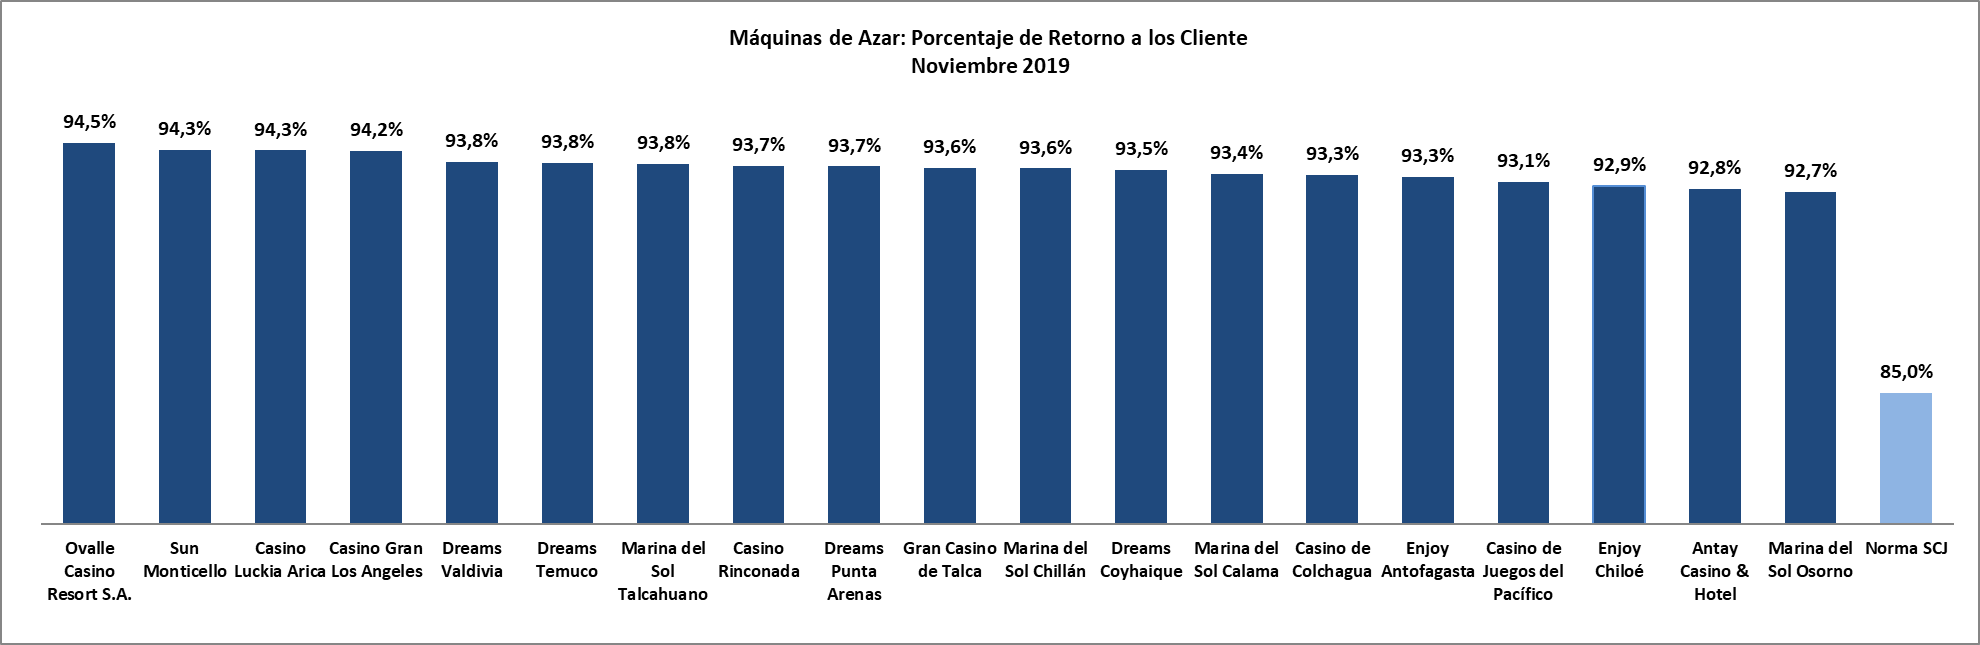 Máquinas de Azar: Porcentaje de Retorno a los Cliente
Noviembre 2019
94,5%
94,3%
94,3%
94,2%
93,8%
93,8%
93,8%
93,7%
93,7%
93,6%
93,6%
93,5%
93,4%
93,3%
93,3%
93,1%
92,9%
92,8%
92,7%
85,0%
Ovalle
Casino
Resort S.A.
Sun
Monticello
Casino
Luckia Arica
Casino Gran
Los Angeles
Dreams
Valdivia
Dreams
Temuco
Marina del
Sol
Talcahuano
Casino
Rinconada
Dreams
Punta
Arenas
Gran Casino
de Talca
Marina del
Sol Chillán
Dreams
Coyhaique
Marina del
Sol Calama
Casino de
Colchagua
Enjoy
Antofagasta
Casino de
Juegos del
Pacífico
Enjoy
Chiloé
Antay
Casino &
Hotel
Marina del
Sol Osorno
Norma SCJ